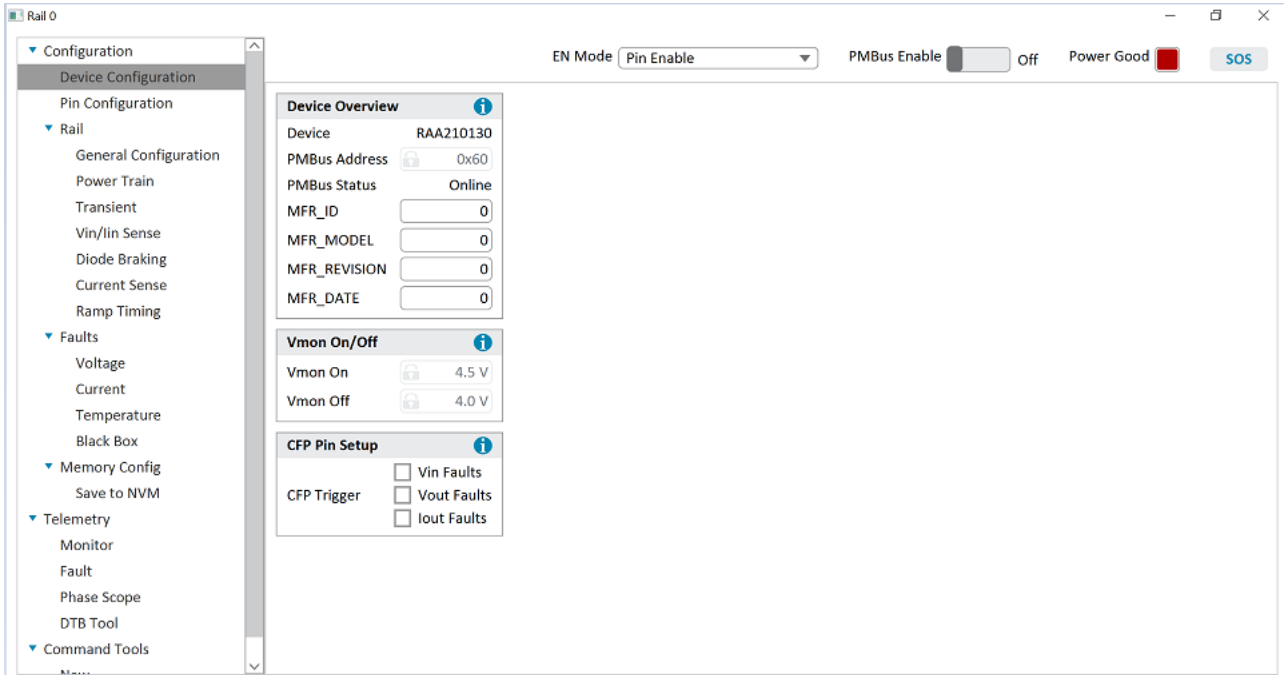 Rail 0
EN Mode Pin Enable PMBus Enable Off Power Good SOS
Configuration
Device Configuration
Pin Configuration
Rail
General Configuration
Power Train
Transient
Vin/Iin Sense
Diode Braking
Current Sense
Ramp Timing
Faults
Voltage
Current
Temperature
Black Box
Memory Config
Save to NVM
Telemetry
Monitor
Fault
Phase Scope
DTB Tool
Command Tools
Device Overview
Device RAA210130
PMBus Address 0x60
PMBus Status Online
MFR_ID 0
MFR_MODEL 0
MFR_REVISION 0
MFR_DATE 0
Vmon On/Off
Vmon On 4.5 V
Vmon Off 4.0 V
CFP Pin Setup
CFP Trigger
Vin Faults
Vout Faults
Iout Faults